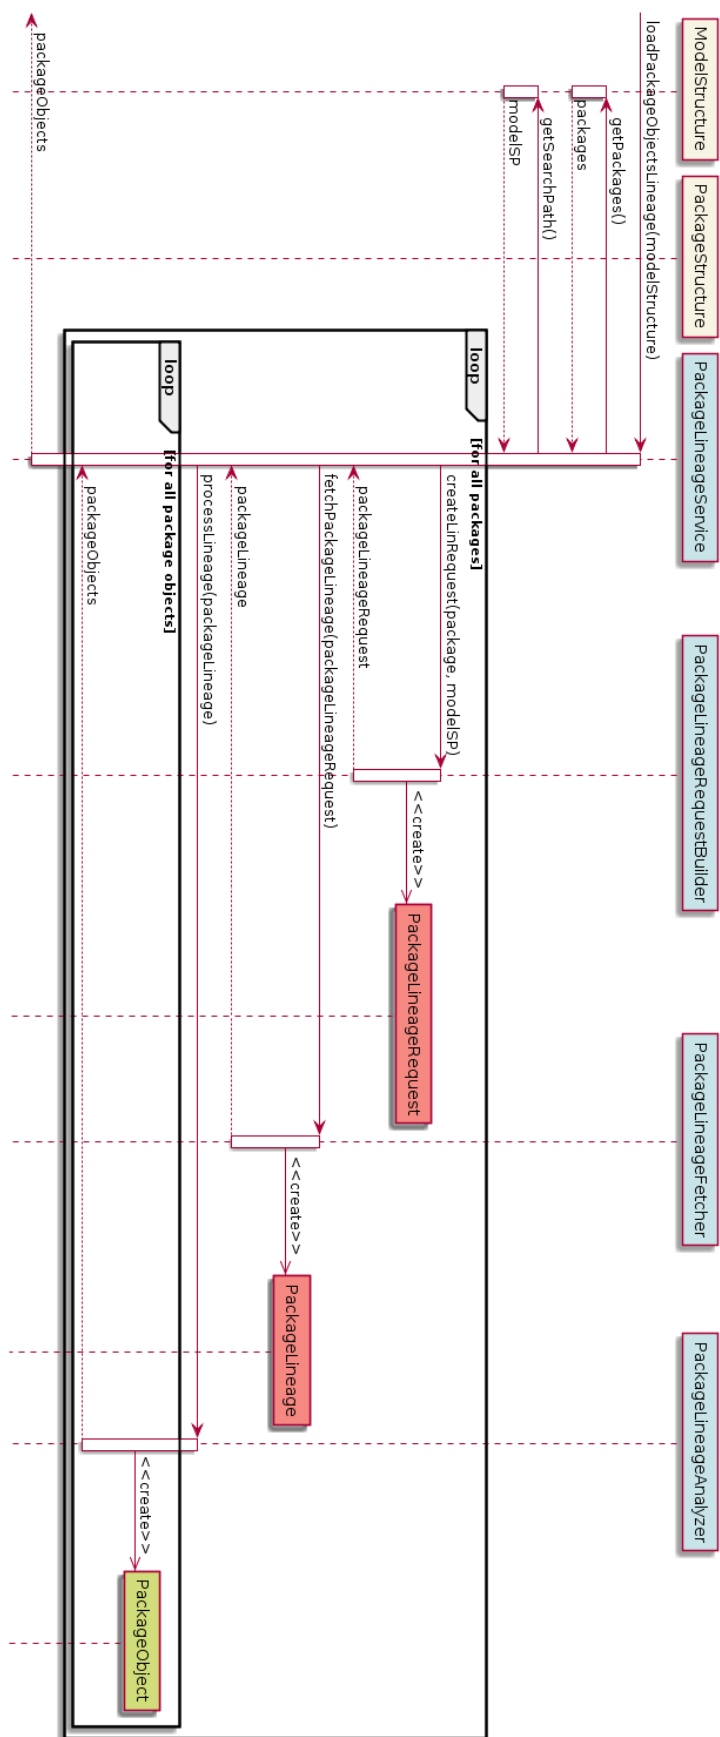 ModelStructure
PackageStructure
PackageLineageService
PackageLineageRequestBuilder
PackageLineageFetcher
PackageLineageAnalyzer
loadPackageObjectsLineage(modelStructure)
getPackages()
packages
getSearchPath()
modelSP
loop
[for all packages]
createLinRequest(package, modelSP)
<<create>>
PackageLineageRequest
packageLineageRequest
fetchPackageLineage(packageLineageRequest)
<<create>>
PackageLineage
packageLineage
processLineage(packageLineage)
loop
[for all package objects]
<<create>>
PackageObject
packageObjects
packageObjects